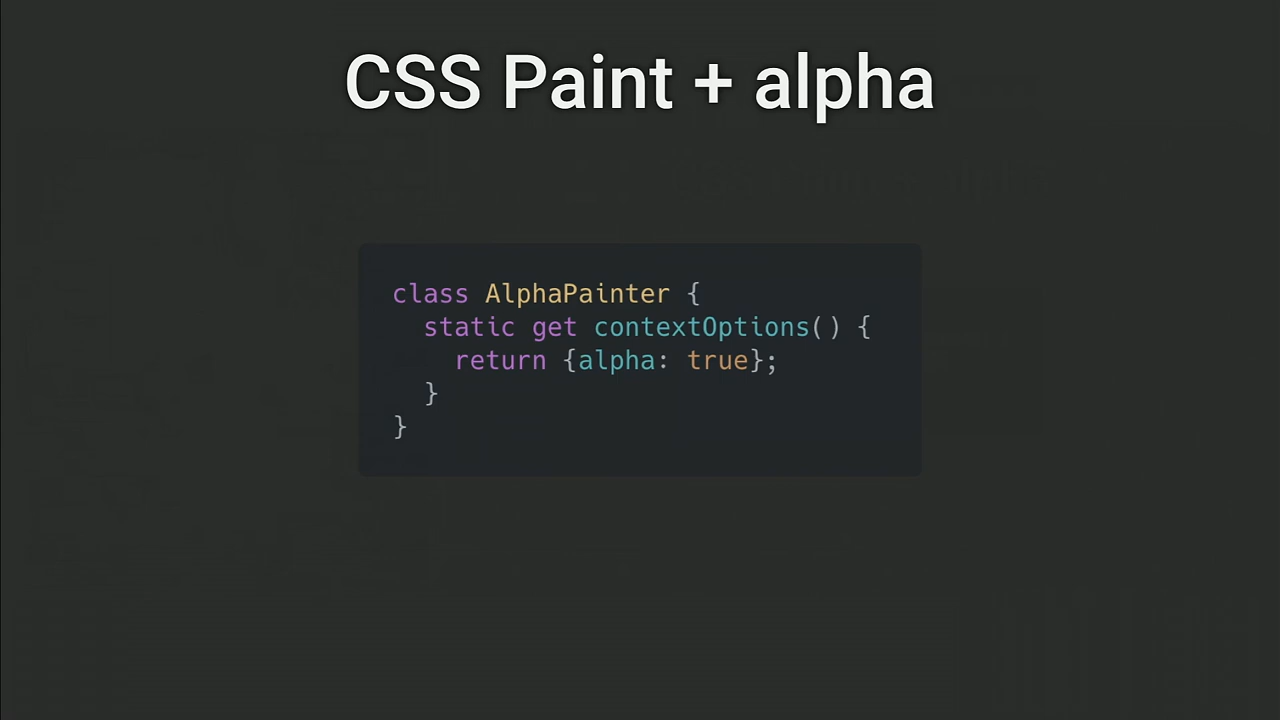 CSS Paint + alpha
class AlphaPainter {
  static get contextOptions() {
    return {alpha: true};
  }
}